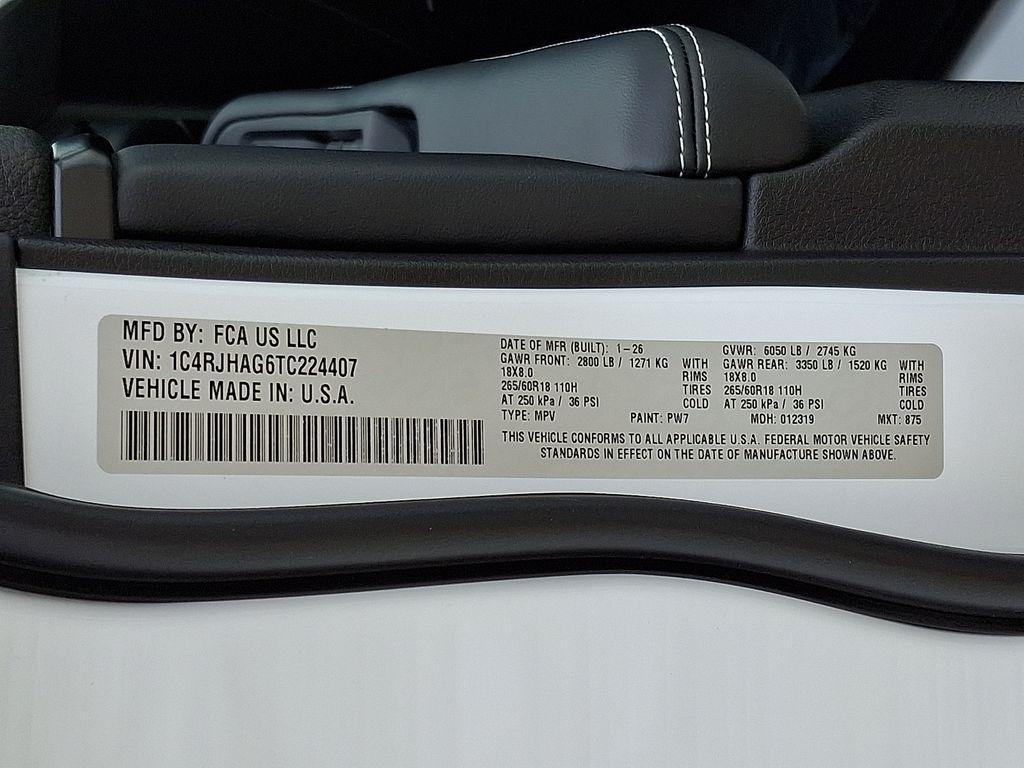 MFD BY: FCA US LLC
VIN: 1C4RJHAG6TC224407
VEHICLE MADE IN: U.S.A.
DATE OF MFR (BUILT): 1-26 GVWR: 6050 LB / 2745 KG
GAWR FRONT: 2800 LB / 1271 KG WITH GAWR REAR: 3350 LB / 1520 KG WITH
18X8.0 RIMS 18X8.0 RIMS
265/60R18 110H TIRES 265/60R18 110H TIRES
AT 250 kPa / 36 PSI COLD AT 250 kPa / 36 PSI COLD
TYPE: MPV PAINT: PW7 MDH: 012319 MKT: 875
THIS VEHICLE CONFORMS TO ALL APPLICABLE U.S.A. FEDERAL MOTOR VEHICLE SAFETY
STANDARDS IN EFFECT ON THE DATE OF MANUFACTURE SHOWN ABOVE.